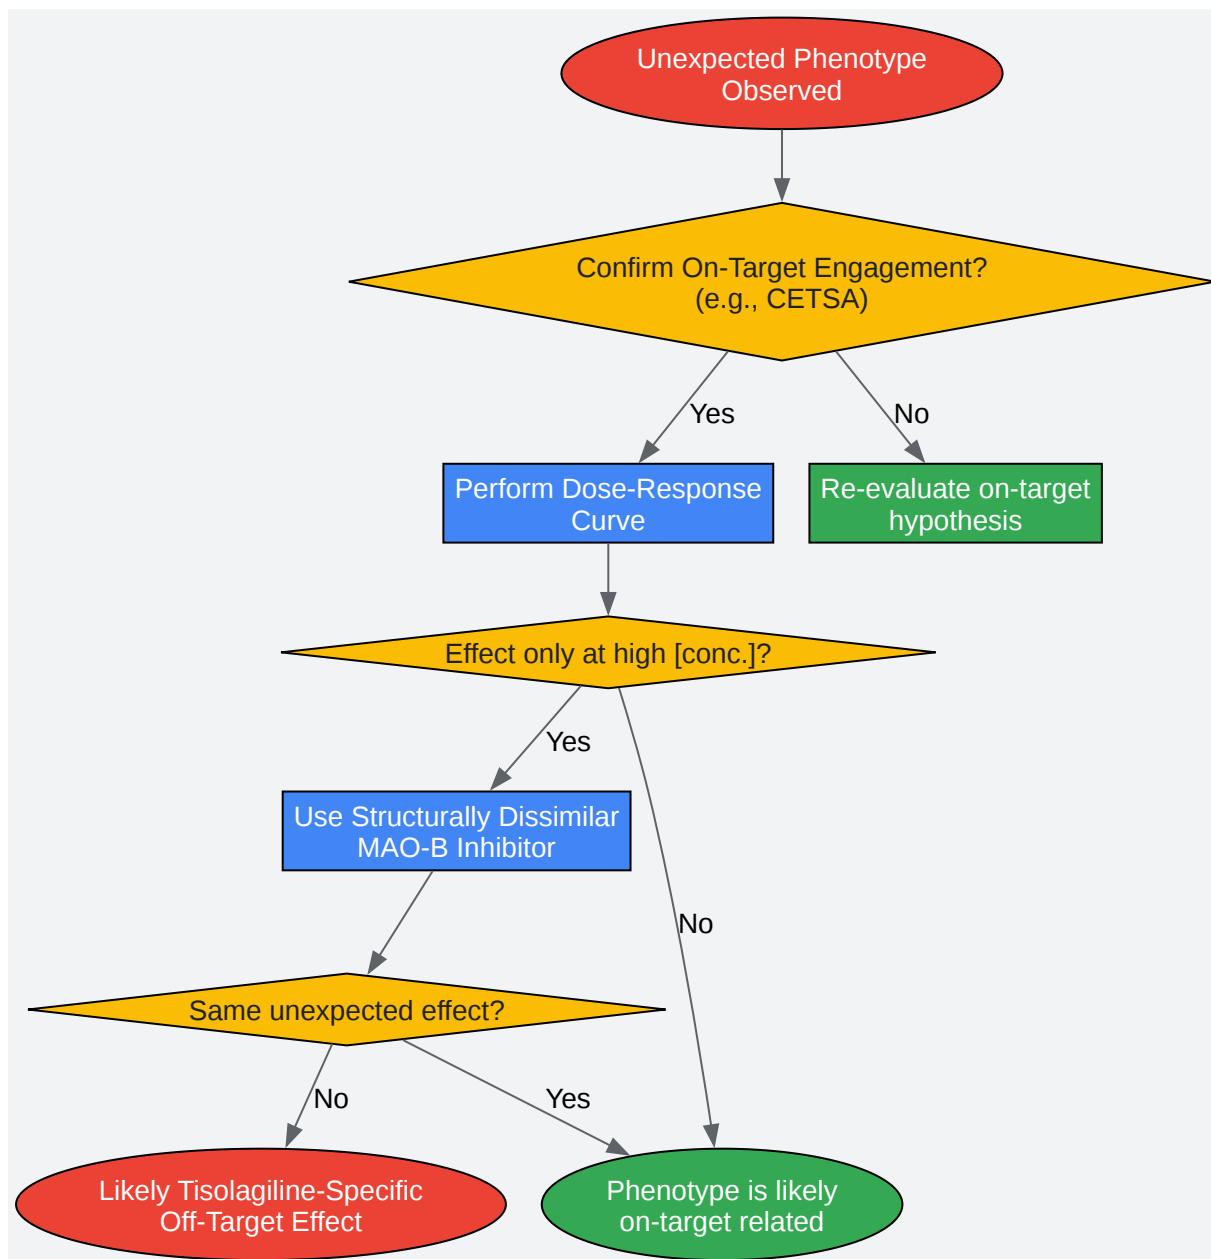 Unexpected Phenotype
Observed
Confirm On-Target Engagement?
(e.g., CETSA)
Yes
No
Perform Dose-Response
Curve
Re-evaluate on-target
hypothesis
Effect only at high [conc.]?
Yes
Use Structurally Dissimilar
MAO-B Inhibitor
No
Same unexpected effect?
No
Yes
Likely Tisolagiline-Specific
Off-Target Effect
Phenotype is likely
on-target related